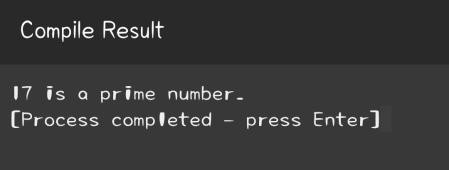 Compile Result
17 is a prime number.
[Process completed - press Enter]